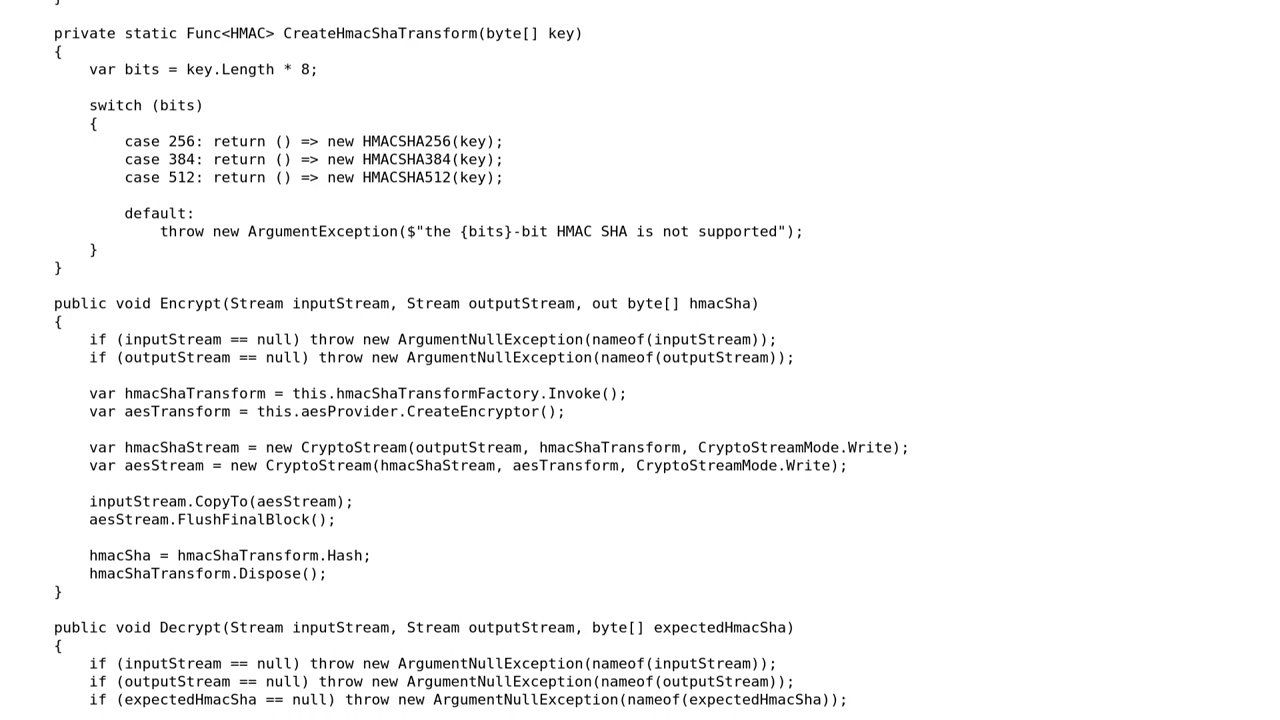 }
private static Func<HMAC> CreateHmacShaTransform(byte[] key)
{
var bits = key.Length * 8;
switch (bits)
{
case 256: return () => new HMACSHA256(key);
case 384: return () => new HMACSHA384(key);
case 512: return () => new HMACSHA512(key);
default:
throw new ArgumentException($"the {bits}-bit HMAC SHA is not supported");
}
}
public void Encrypt(Stream inputStream, Stream outputStream, out byte[] hmacSha)
{
if (inputStream == null) throw new ArgumentNullException(nameof(inputStream));
if (outputStream == null) throw new ArgumentNullException(nameof(outputStream));
var hmacShaTransform = this.hmacShaTransformFactory.Invoke();
var aesTransform = this.aesProvider.CreateEncryptor();
var hmacShaStream = new CryptoStream(outputStream, hmacShaTransform, CryptoStreamMode.Write);
var aesStream = new CryptoStream(hmacShaStream, aesTransform, CryptoStreamMode.Write);
inputStream.CopyTo(aesStream);
aesStream.FlushFinalBlock();
hmacSha = hmacShaTransform.Hash;
hmacShaTransform.Dispose();
}
public void Decrypt(Stream inputStream, Stream outputStream, byte[] expectedHmacSha)
{
if (inputStream == null) throw new ArgumentNullException(nameof(inputStream));
if (outputStream == null) throw new ArgumentNullException(nameof(outputStream));
if (expectedHmacSha == null) throw new ArgumentNullException(nameof(expectedHmacSha));